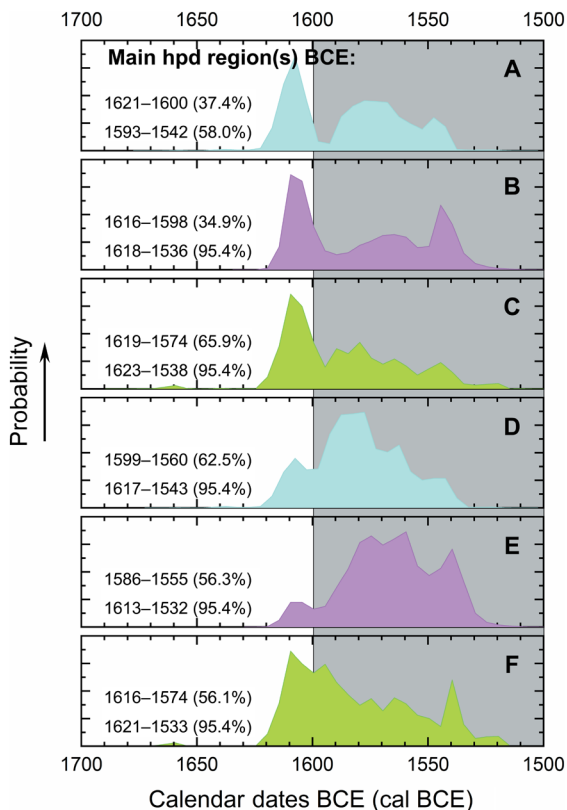 1700 1650 1600 1550 1500
Main hpd region(s) BCE:
A
1621–1600 (37.4%)
1593–1542 (58.0%)
B
1616–1598 (34.9%)
1618–1536 (95.4%)
C
1619–1574 (65.9%)
1623–1538 (95.4%)
Probability
D
1599–1560 (62.5%)
1617–1543 (95.4%)
E
1586–1555 (56.3%)
1613–1532 (95.4%)
F
1616–1574 (56.1%)
1621–1533 (95.4%)
1700 1650 1600 1550 1500
Calendar dates BCE (cal BCE)